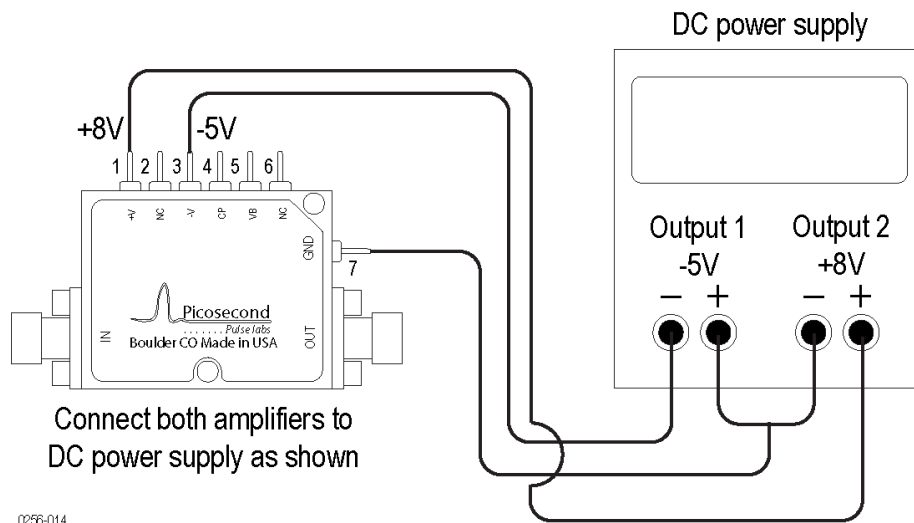 DC power supply
+8V
-5V
1 2 3 4 5 6
+V NC -V CP VB NC
GND
7
Output 1
-5V
Output 2
+8V
− + − +
IN
Picosecond
.......Pulse labs
Boulder CO Made in USA
OUT
Connect both amplifiers to
DC power supply as shown
0256-014